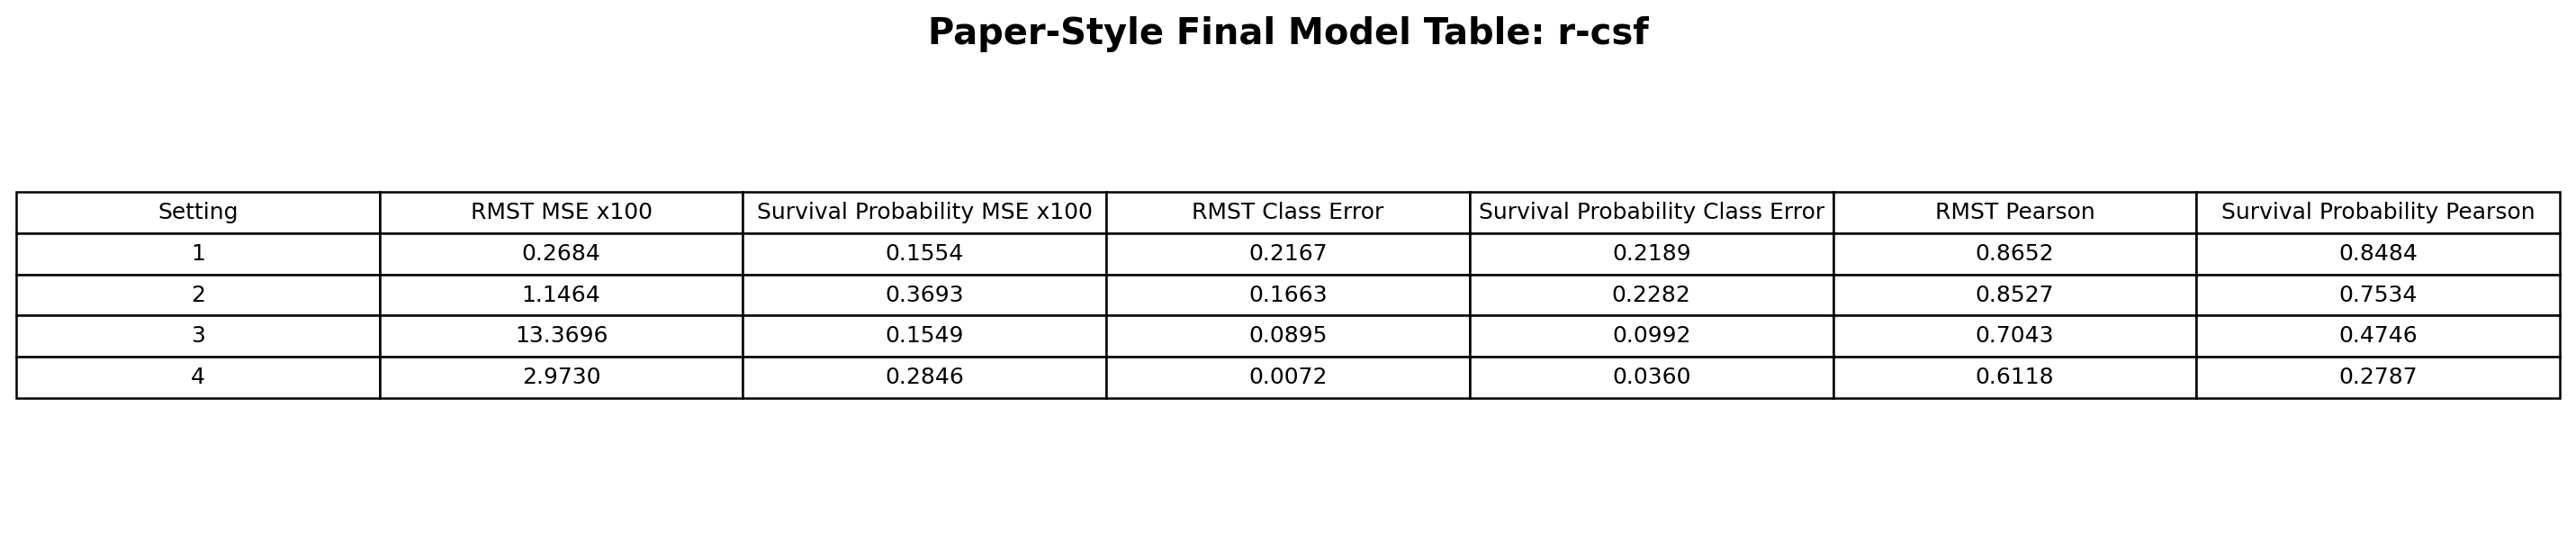 Paper-Style Final Model Table: r-csf
Setting RMST MSE x100 Survival Probability MSE x100 RMST Class Error Survival Probability Class Error RMST Pearson Survival Probability Pearson
1 0.2684 0.1554 0.2167 0.2189 0.8652 0.8484
2 1.1464 0.3693 0.1663 0.2282 0.8527 0.7534
3 13.3696 0.1549 0.0895 0.0992 0.7043 0.4746
4 2.9730 0.2846 0.0072 0.0360 0.6118 0.2787